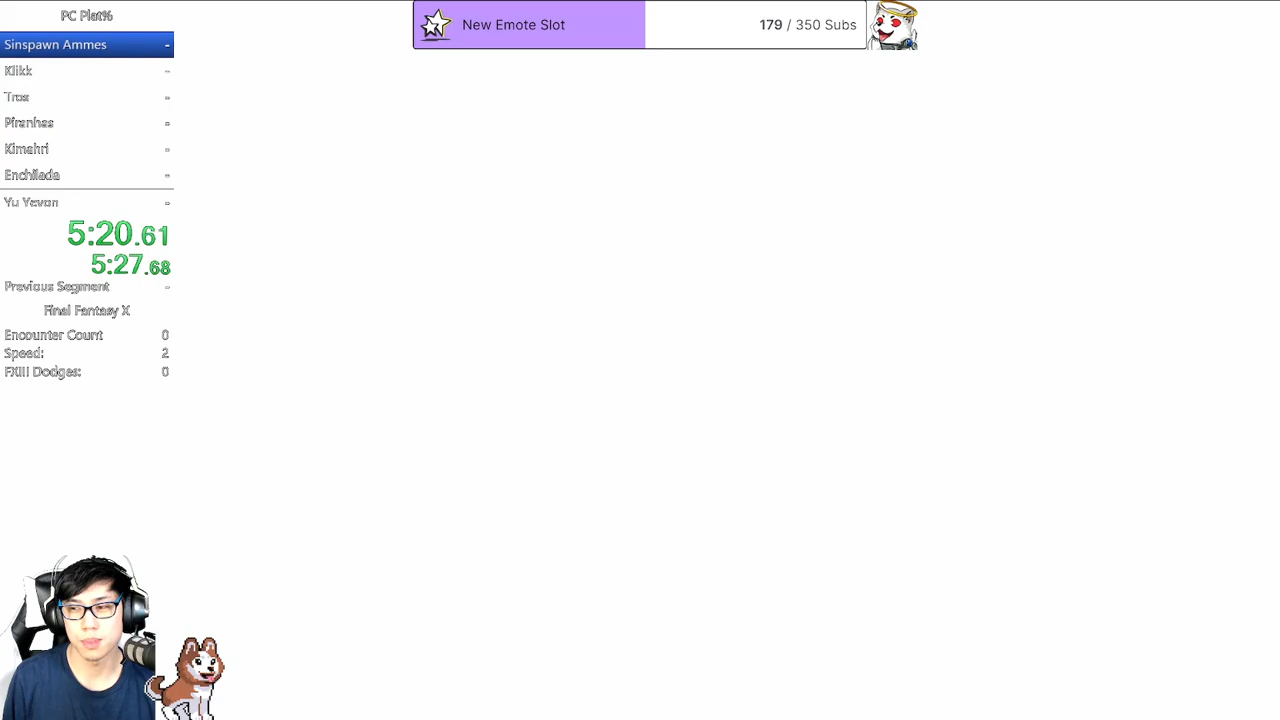 PC Plat%
New Emote Slot 179 / 350 Subs
Sinspawn Ammes -
Klikk -
Tros -
Piranhas -
Kimahri -
Enchilada -
Yu Yevon -
5:20.61
5:27.68
Previous Segment -
Final Fantasy X
Encounter Count 0
Speed: 2
FXIII Dodges: 0